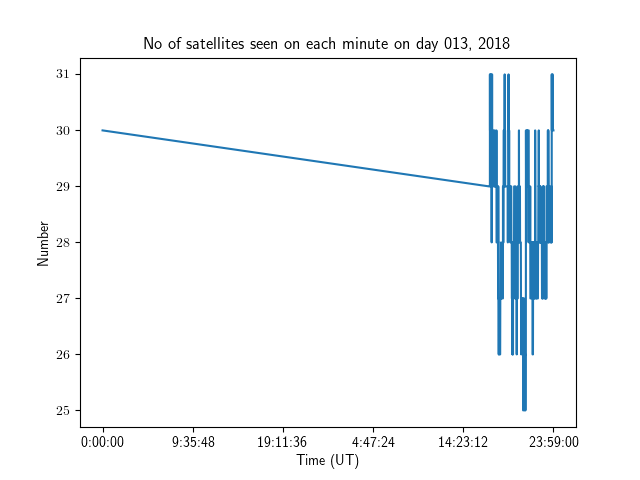 No of satellites seen on each minute on day 013, 2018
31
30
29
28
27
26
25
Number
0:00:00 9:35:48 19:11:36 4:47:24 14:23:12 23:59:00
Time (UT)